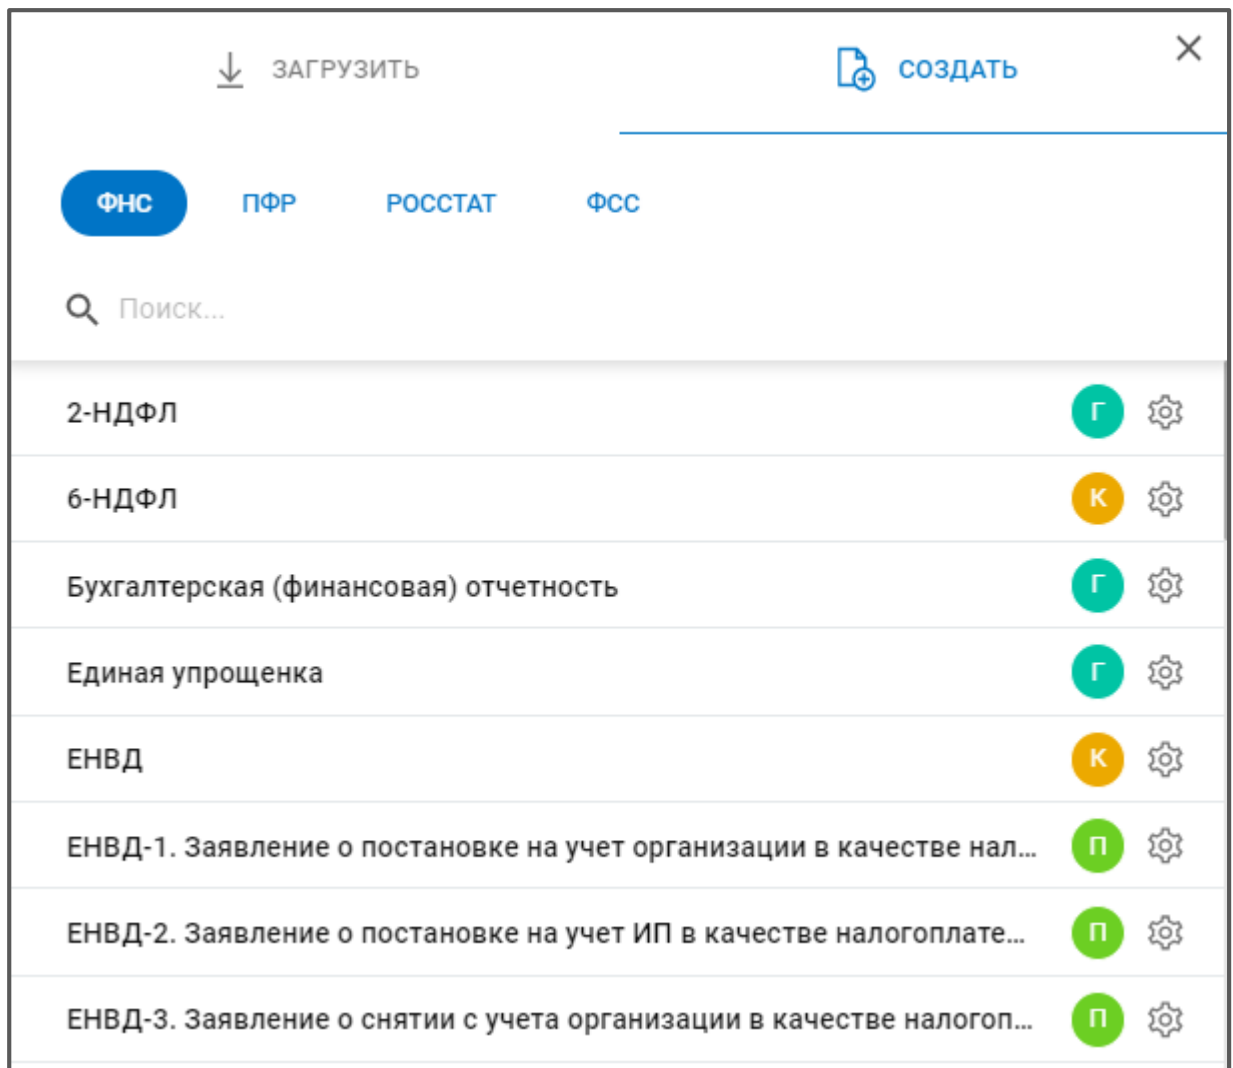 ЗАГРУЗИТЬ СОЗДАТЬ
ФНС ПФР РОССТАТ ФСС
Поиск...
2-НДФЛ Г
6-НДФЛ К
Бухгалтерская (финансовая) отчетность Г
Единая упрощенка Г
ЕНВД К
ЕНВД-1. Заявление о постановке на учет организации в качестве нал... П
ЕНВД-2. Заявление о постановке на учет ИП в качестве налогоплате... П
ЕНВД-3. Заявление о снятии с учета организации в качестве налогоп... П